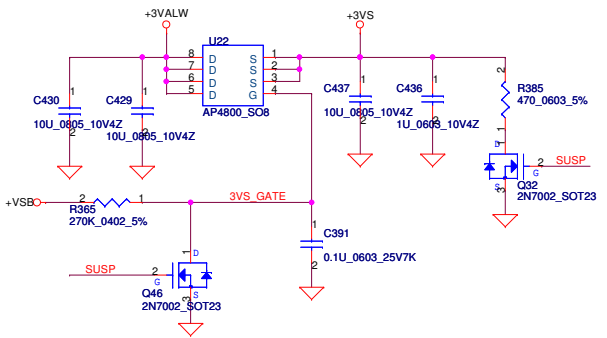 +3VALW
+3VS
U22
8 D S 1
7 D S 2
6 D S 3
5 D G 4
AP4800_SO8
C430
1
2
10U_0805_10V4Z
C429
1
2
10U_0805_10V4Z
C437
1
2
10U_0805_10V4Z
C436
1
2
1U_0603_10V4Z
2
R385
470_0603_5%
1
1
D
2
SUSP
G
S
3
Q32
2N7002_SOT23
+VSB
2
1
R365
270K_0402_5%
3VS_GATE
1
C391
0.1U_0603_25V7K
2
1
D
SUSP
2
G
S
3
Q46
2N7002_SOT23